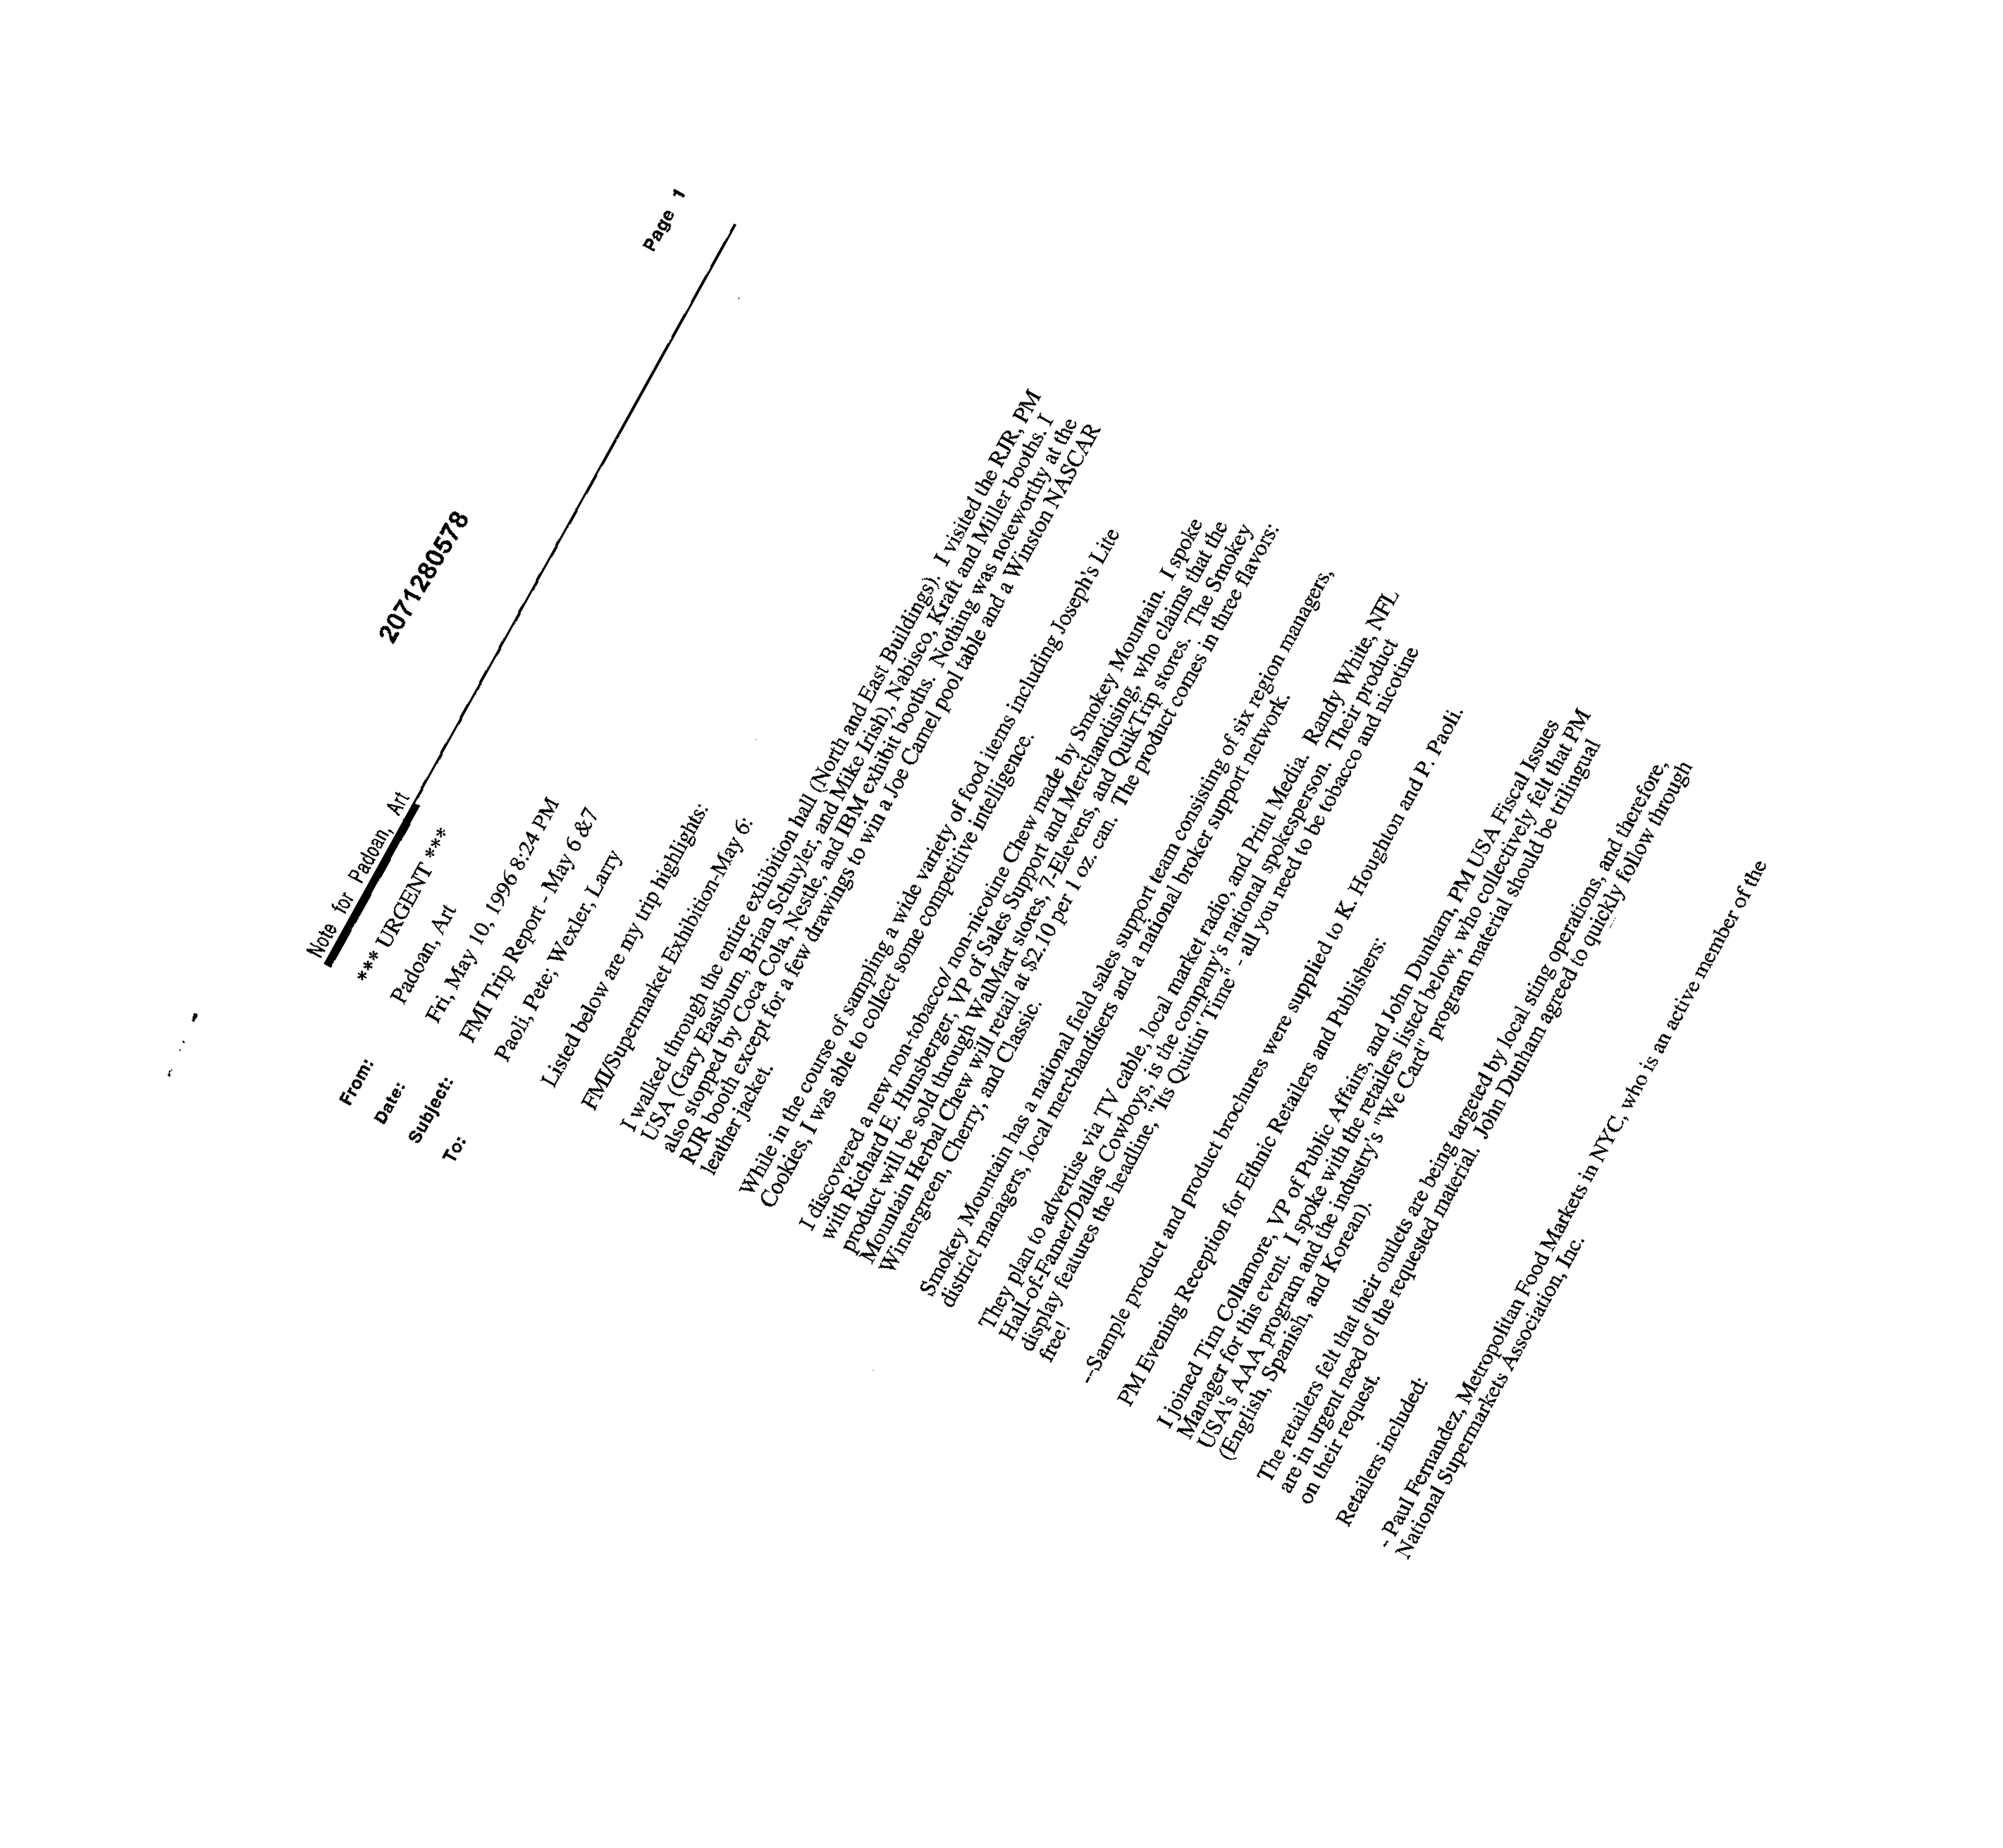 Note for Padoan, Art
*** URGENT ***
From: Padoan, Art
Date: Fri, May 10, 1996 8:24 PM
Subject: FMI Trip Report - May 6 &7
To: Paoli, Pete; Wexler, Larry
Listed below are my trip highlights:
FMI/Supermarket Exhibition-May 6:
I walked through the entire exhibition hall (North and East Buildings). I visited the RJR, PM
USA (Gary Eastburn, Brian Schuyler, and Mike Irish), Nabisco, Kraft and Miller booths. I
also stopped by Coca Cola, Nestle, and IBM exhibit booths. Nothing was noteworthy at the
RJR booth except for a few drawings to win a Joe Camel pool table and a Winston NASCAR
leather jacket.
While in the course of sampling a wide variety of food items including Joseph's Lite
Cookies, I was able to collect some competitive intelligence.
I discovered a new non-tobacco/ non-nicotine Chew made by Smokey Mountain. I spoke
with Richard E. Hunsberger, VP of Sales Support and Merchandising, who claims that the
product will be sold through WalMart stores, 7-Elevens, and QuikTrip stores. The Smokey
Mountain Herbal Chew will retail at $2.10 per 1 oz. can. The product comes in three flavors:
Wintergreen, Cherry, and Classic.
Smokey Mountain has a national field sales support team consisting of six region managers,
district managers, local merchandisers and a national broker support network.
They plan to advertise via TV cable, local market radio, and Print Media. Randy White, NFL
Hall-of-Famer/Dallas Cowboys, is the company's national spokesperson. Their product
display features the headline, "Its Quittin' Time" - all you need to be tobacco and nicotine
free!
--Sample product and product brochures were supplied to K. Houghton and P. Paoli.
PM Evening Reception for Ethnic Retailers and Publishers:
I joined Tim Collamore, VP of Public Affairs, and John Dunham, PM USA Fiscal Issues
Manager for this event. I spoke with the retailers listed below, who collectively felt that PM
USA's AAA program and the industry's "We Card" program material should be trilingual
(English, Spanish, and Korean).
The retailers felt that their outlets are being targeted by local sting operations, and therefore,
are in urgent need of the requested material. John Dunham agreed to quickly follow through
on their request.
Retailers included:
- Paul Fernandez, Metropolitan Food Markets in NYC, who is an active member of the
National Supermarkets Association, Inc.
2071280578
Page 1